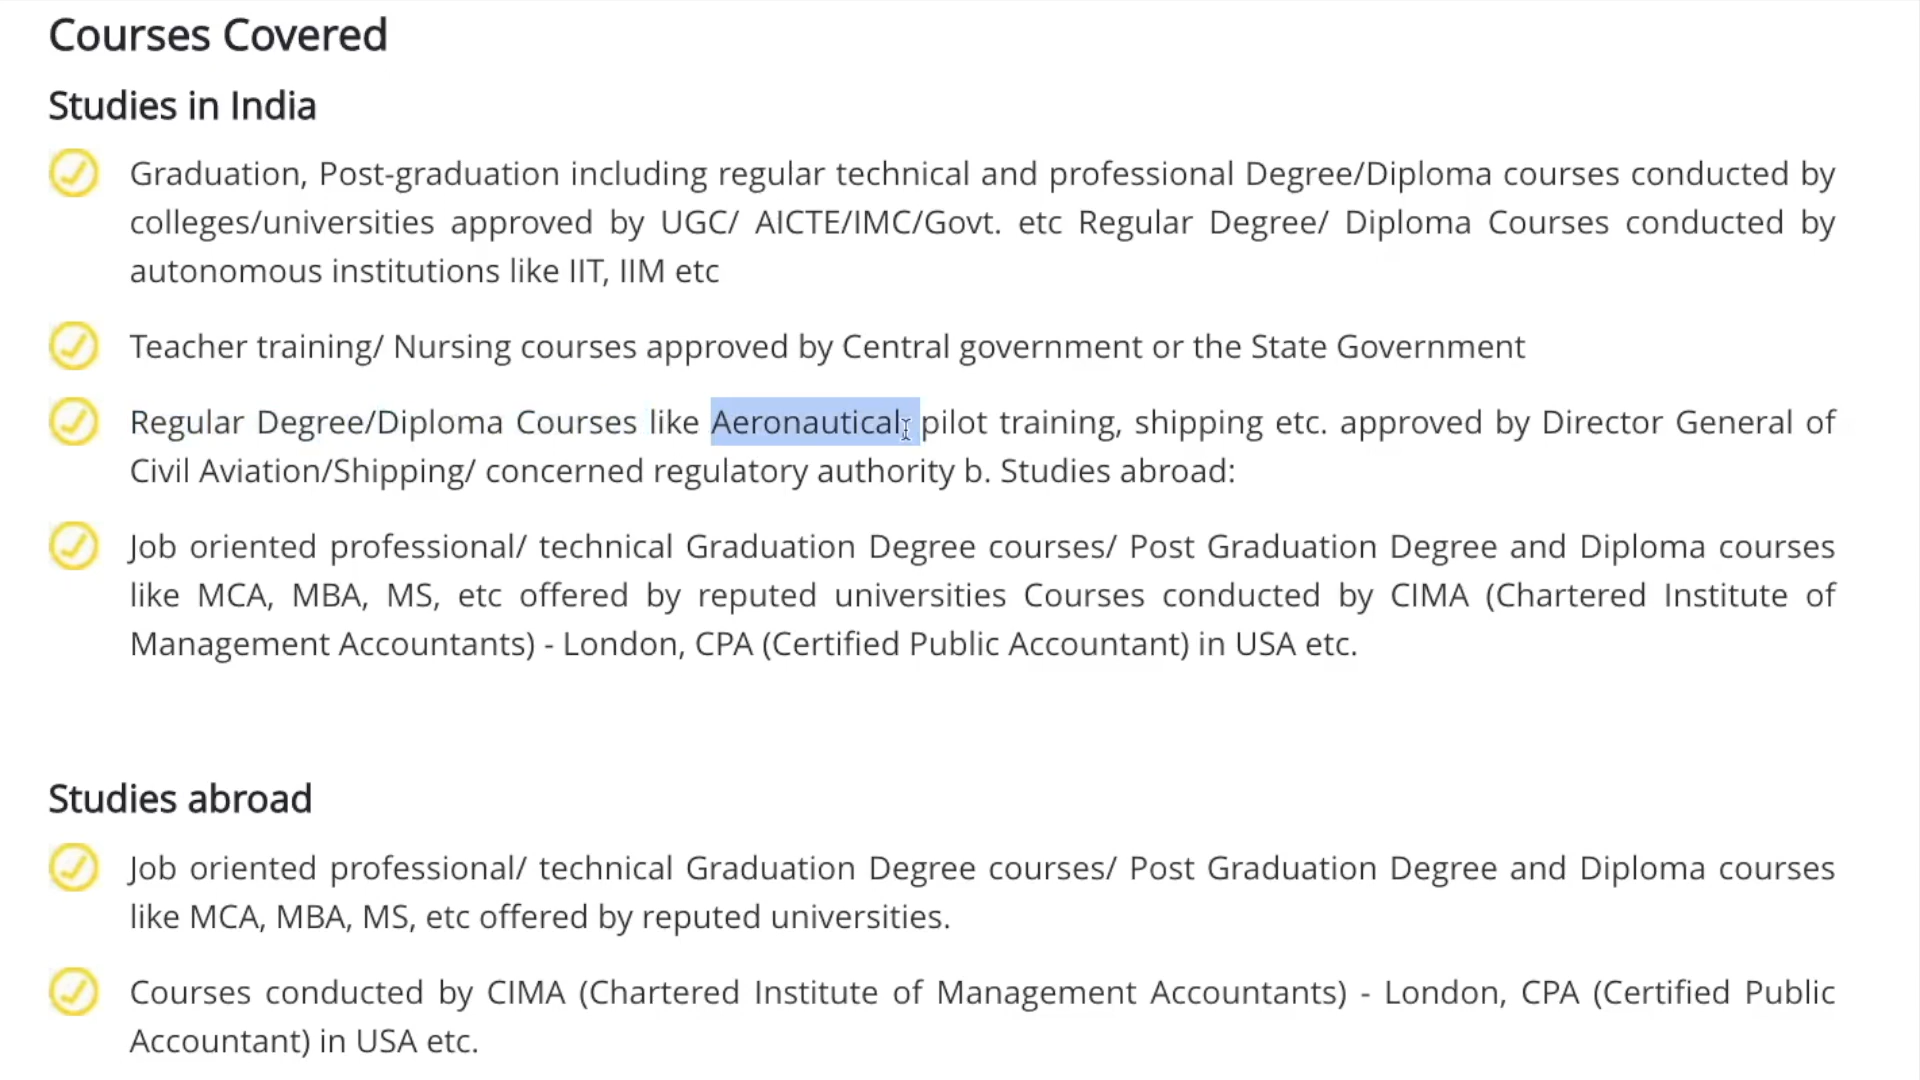 Courses Covered
Studies in India
Graduation, Post-graduation including regular technical and professional Degree/Diploma courses conducted by
colleges/universities approved by UGC/ AICTE/IMC/Govt. etc Regular Degree/ Diploma Courses conducted by
autonomous institutions like IIT, IIM etc
Teacher training/ Nursing courses approved by Central government or the State Government
Regular Degree/Diploma Courses like Aeronautical, pilot training, shipping etc. approved by Director General of
Civil Aviation/Shipping/ concerned regulatory authority b. Studies abroad:
Job oriented professional/ technical Graduation Degree courses/ Post Graduation Degree and Diploma courses
like MCA, MBA, MS, etc offered by reputed universities Courses conducted by CIMA (Chartered Institute of
Management Accountants) - London, CPA (Certified Public Accountant) in USA etc.
Studies abroad
Job oriented professional/ technical Graduation Degree courses/ Post Graduation Degree and Diploma courses
like MCA, MBA, MS, etc offered by reputed universities.
Courses conducted by CIMA (Chartered Institute of Management Accountants) - London, CPA (Certified Public
Accountant) in USA etc.